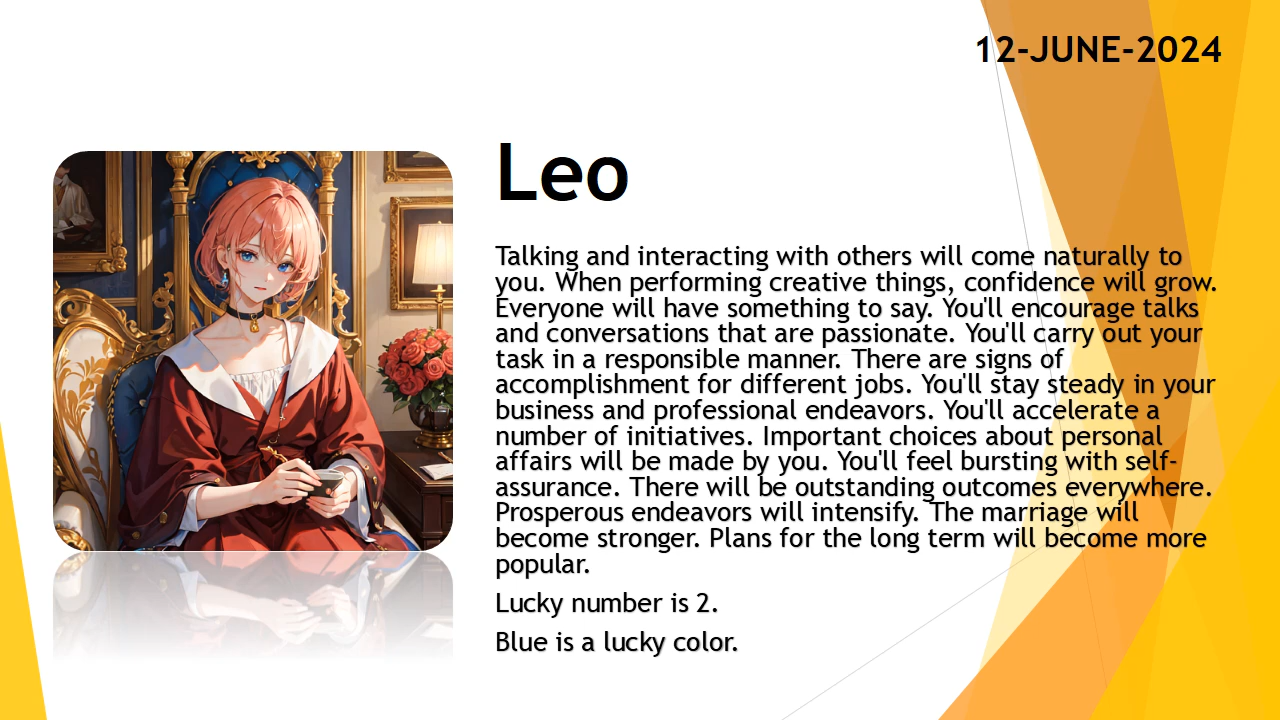 12-JUNE-2024
Leo
Talking and interacting with others will come naturally to
you. When performing creative things, confidence will grow.
Everyone will have something to say. You'll encourage talks
and conversations that are passionate. You'll carry out your
task in a responsible manner. There are signs of
accomplishment for different jobs. You'll stay steady in your
business and professional endeavors. You'll accelerate a
number of initiatives. Important choices about personal
affairs will be made by you. You'll feel bursting with self-
assurance. There will be outstanding outcomes everywhere.
Prosperous endeavors will intensify. The marriage will
become stronger. Plans for the long term will become more
popular.
Lucky number is 2.
Blue is a lucky color.